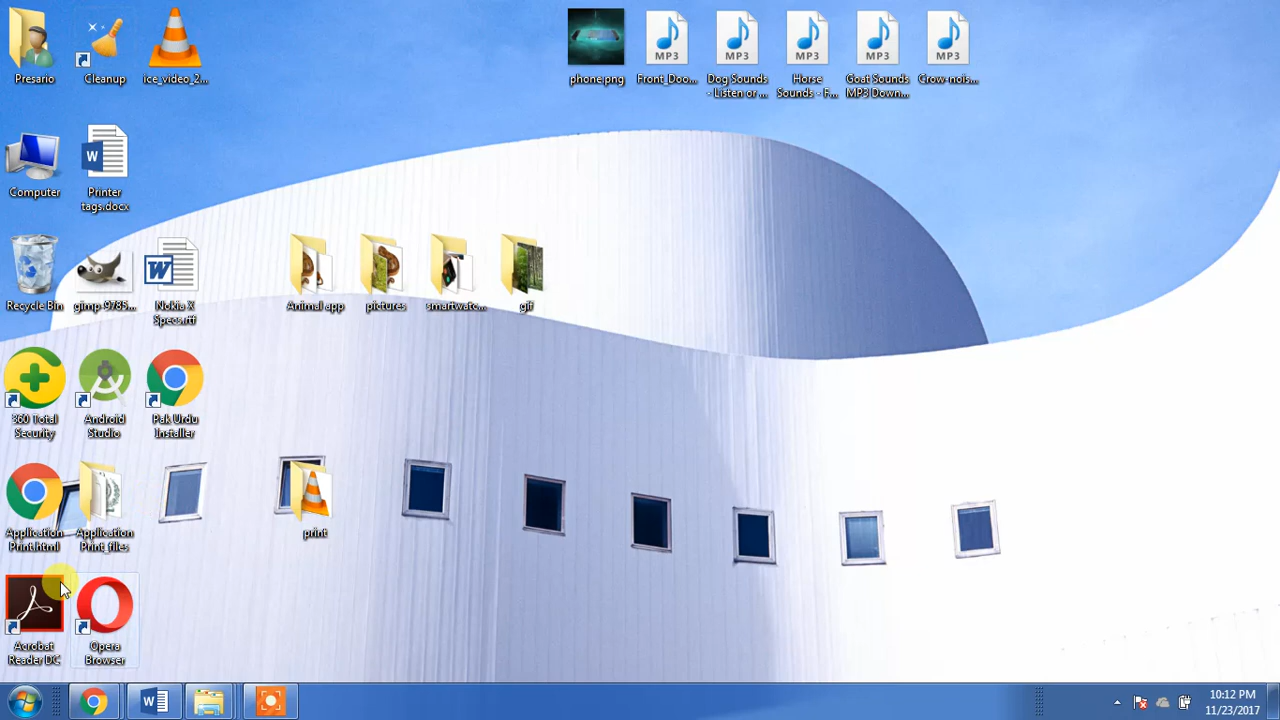 Presario
Cleanup
ice_video_2...
phone.png
Front_Doo...
Dog Sounds
- Listen or ...
Horse
Sounds - F...
Goat Sounds
MP3 Down...
Crow-nois...
MP3
MP3
MP3
MP3
MP3
Computer
Printer
tags.docx
Recycle Bin
gimp-9785...
Nokia X
Specs.rtf
Animal app
pictures
smartwatc...
gif
360 Total
Security
Android
Studio
Pak Urdu
Installer
Application
Print.html
Application
Print_files
print
Acrobat
Reader DC
Opera
Browser
10:12 PM
11/23/2017